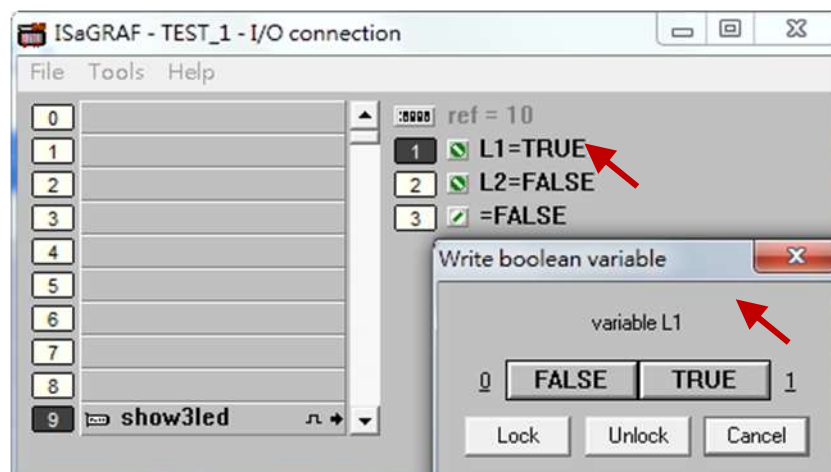 ISaGRAF - TEST_1 - I/O connection
File Tools Help
0
1
2
3
4
5
6
7
8
9 show3led
ref = 10
1 L1=TRUE
2 L2=FALSE
3 =FALSE
Write boolean variable
variable L1
0 FALSE TRUE 1
Lock Unlock Cancel